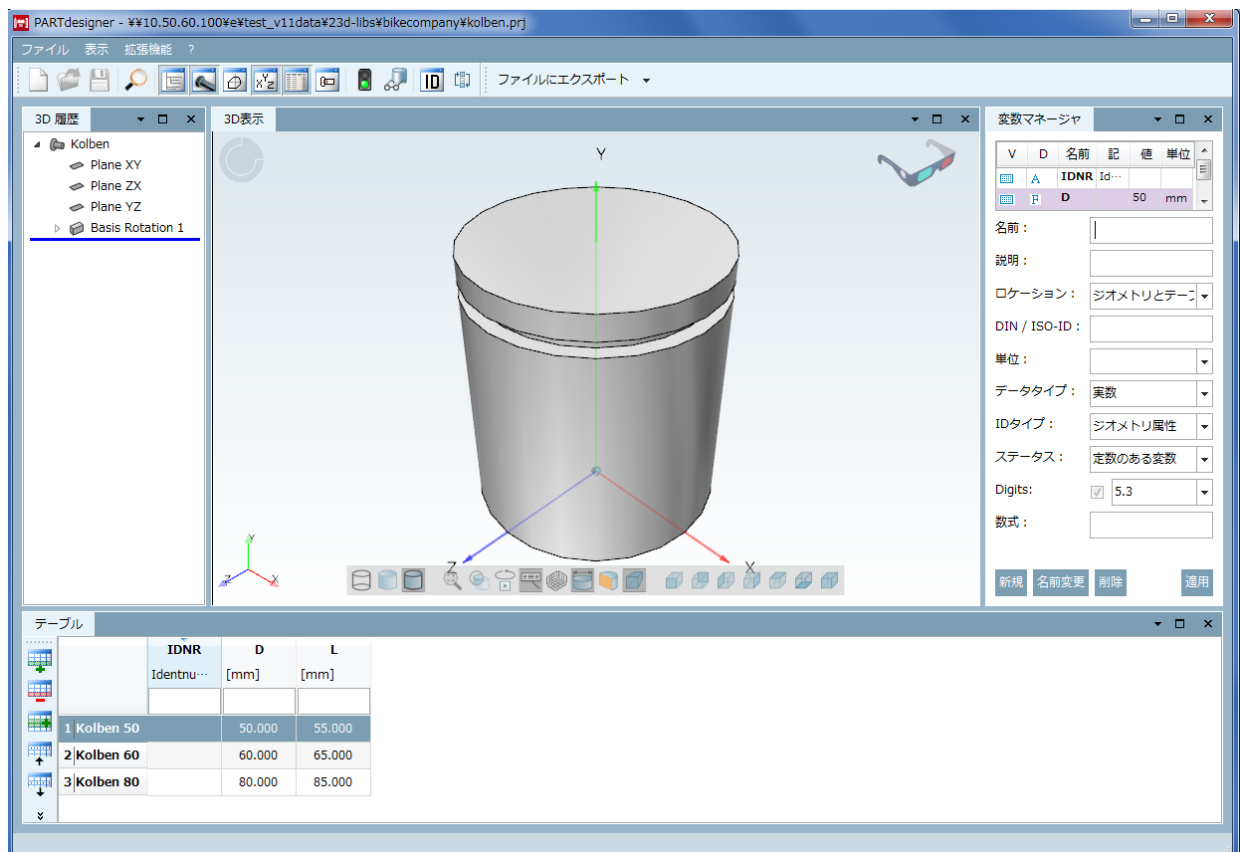 PARTdesigner - ¥¥10.50.60.100¥e¥test_v11data¥23d-libs¥bikecompany¥kolben.prj
ファイル 表示 拡張機能 ?
ID ファイルにエクスポート
3D 履歴
Kolben
Plane XY
Plane ZX
Plane YZ
Basis Rotation 1
3D表示
Y
Z
X
Y
Z
X
変数マネージャ
V D 名前 記 値 単位
A IDNR Id…
F D 50 mm
名前：
説明：
ロケーション： ジオメトリとテーブ
DIN / ISO-ID：
単位：
データタイプ： 実数
IDタイプ： ジオメトリ属性
ステータス： 定数のある変数
Digits: 5.3
数式：
新規 名前変更 削除 適用
テーブル
IDNR D L
Identnu… [mm] [mm]
1 Kolben 50 50.000 55.000
2 Kolben 60 60.000 65.000
3 Kolben 80 80.000 85.000